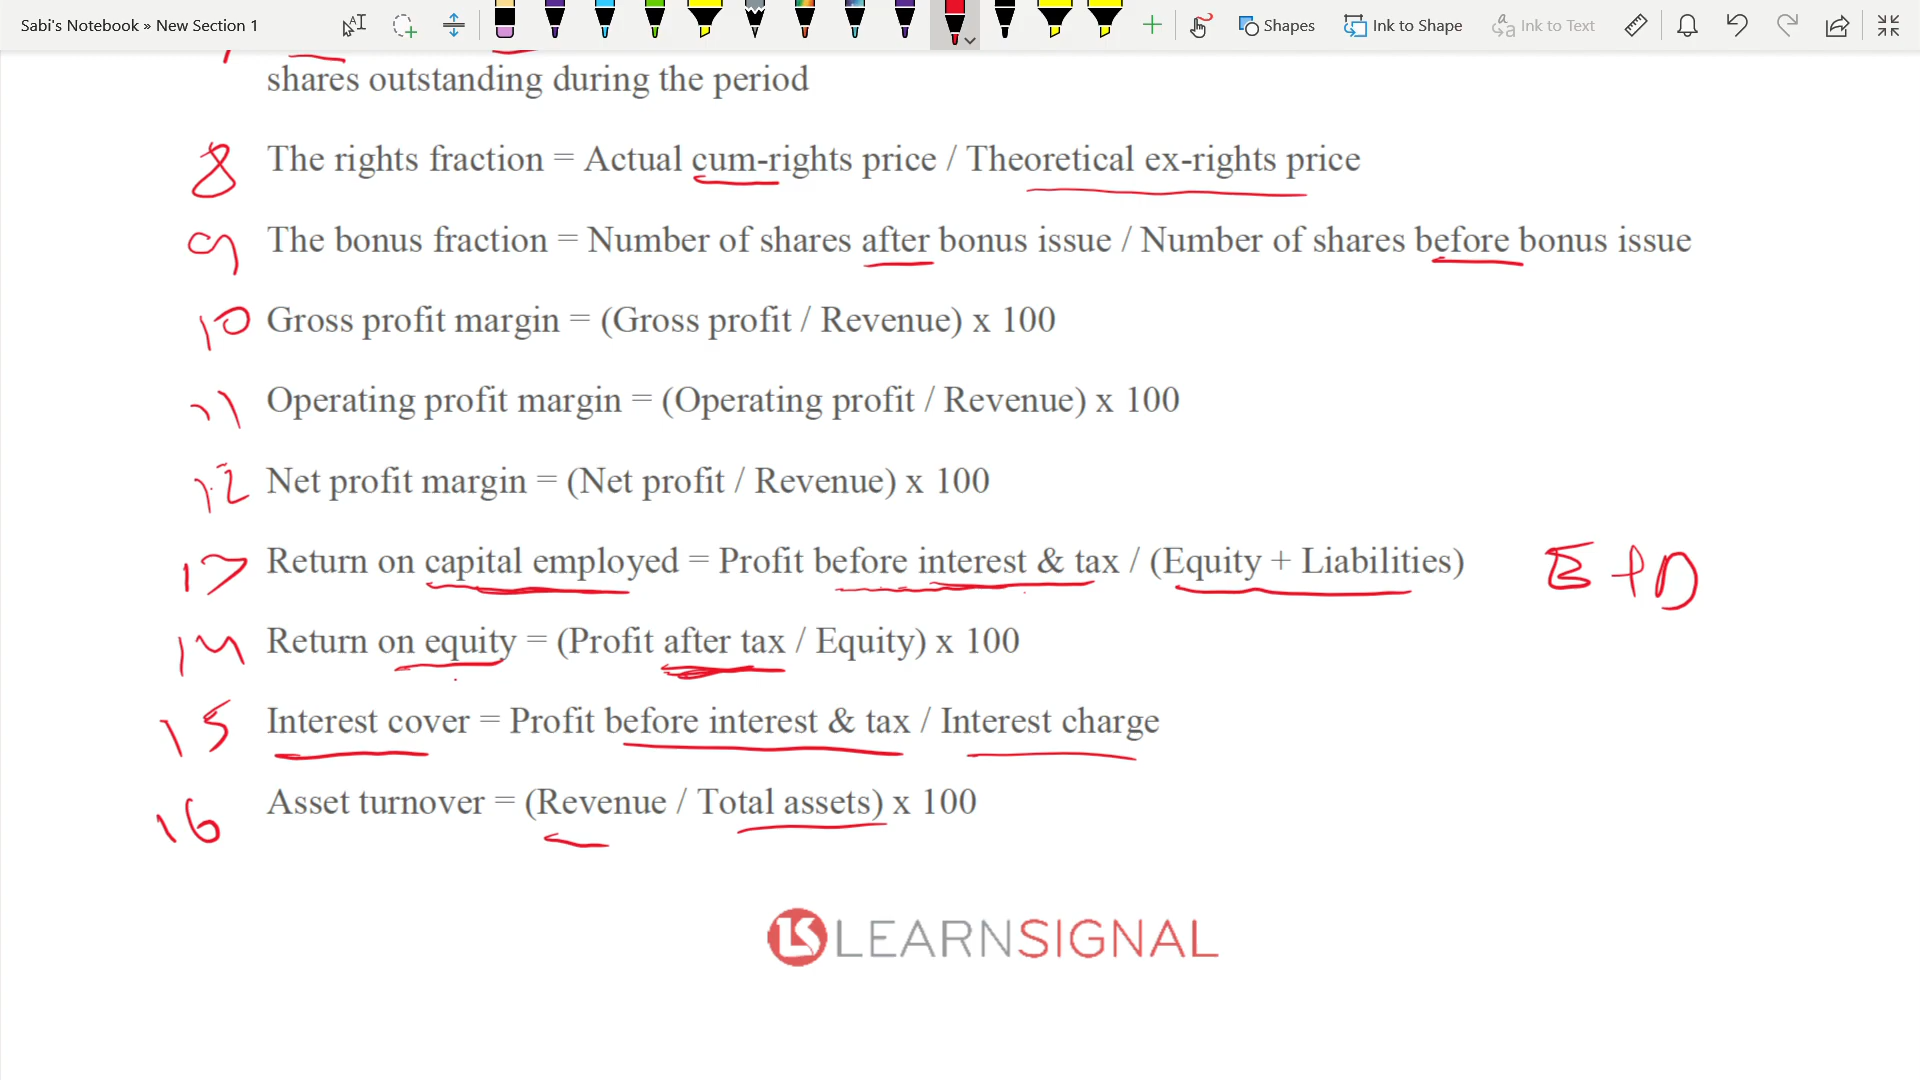 Sabi's Notebook » New Section 1
Shapes
Ink to Shape
Ink to Text
shares outstanding during the period
8 The rights fraction = Actual cum-rights price / Theoretical ex-rights price
9 The bonus fraction = Number of shares after bonus issue / Number of shares before bonus issue
10 Gross profit margin = (Gross profit / Revenue) x 100
11 Operating profit margin = (Operating profit / Revenue) x 100
12 Net profit margin = (Net profit / Revenue) x 100
13 Return on capital employed = Profit before interest & tax / (Equity + Liabilities) E + D
14 Return on equity = (Profit after tax / Equity) x 100
15 Interest cover = Profit before interest & tax / Interest charge
16 Asset turnover = (Revenue / Total assets) x 100
LS LEARNSIGNAL